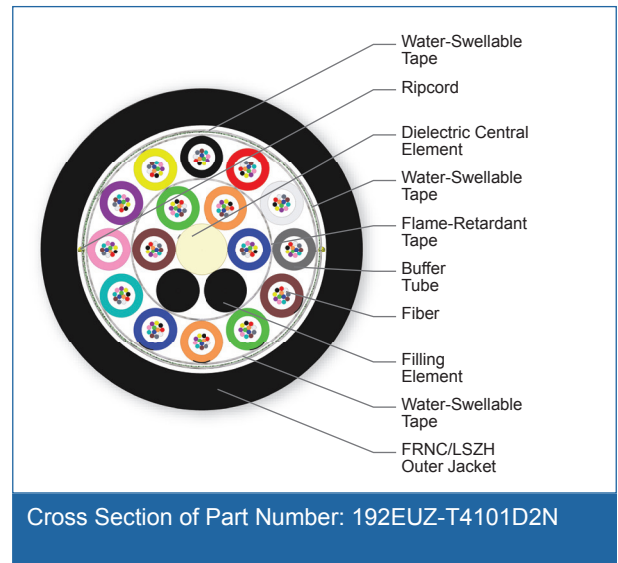 Water-Swellable
Tape
Ripcord
Dielectric Central
Element
Water-Swellable
Tape
Flame-Retardant
Tape
Buffer
Tube
Fiber
Filling
Element
Water-Swellable
Tape
FRNC/LSZH
Outer Jacket
Cross Section of Part Number: 192EUZ-T4101D2N